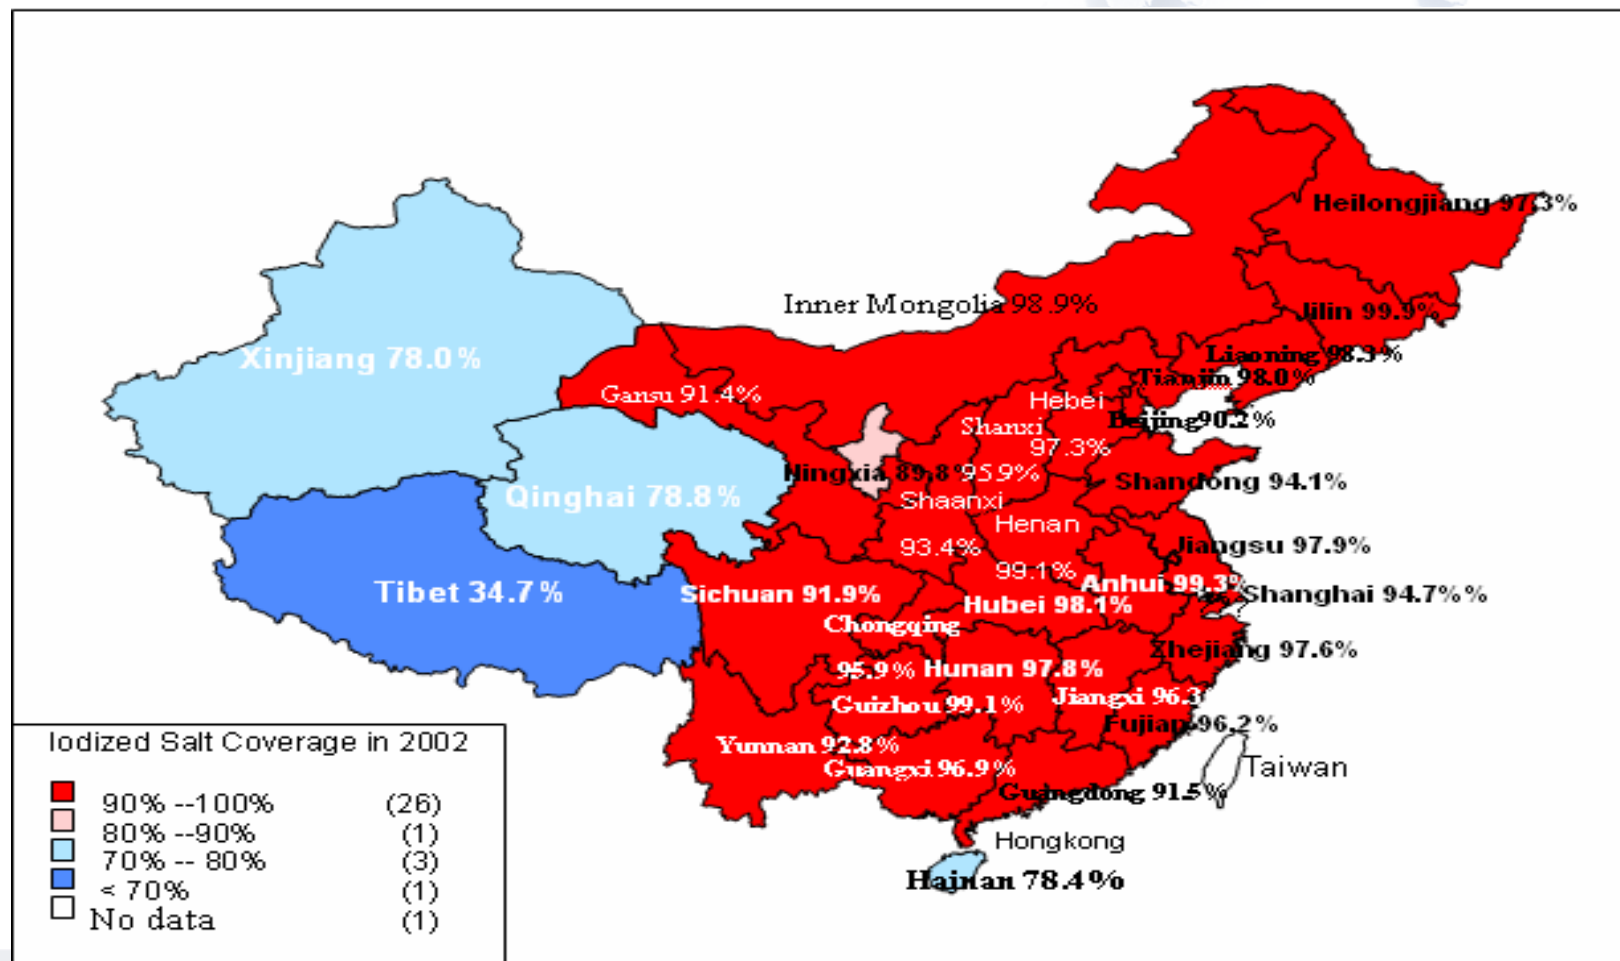 Heilongjiang 97.3%
Inner Mongolia 98.9%
Jilin 99.9%
Xinjiang 78.0%
Liaoning 98.3%
Tianjin 98.0%
Gansu 91.4%
Hebei
97.3%
Beijing90.2%
Shanxi
95.9%
Ningxia 89.8%
Shandong 94.1%
Qinghai 78.8%
Shaanxi
93.4%
Henan
99.1%
Jiangsu 97.9%
Tibet 34.7%
Sichuan 91.9%
Anhui 99.3%
Shanghai 94.7%%
Hubei 98.1%
Chongqing
95.9%
Zhejiang 97.6%
Hunan 97.8%
Jiangxi 96.3
Guizhou 99.1%
Fujian 96.2%
Yunnan 92.8%
Guangxi 96.9%
Taiwan
Guangdong 91.5%
Hongkong
Hainan 78.4%
Iodized Salt Coverage in 2002
90% --100% (26)
80% --90% (1)
70% -- 80% (3)
< 70% (1)
No data (1)